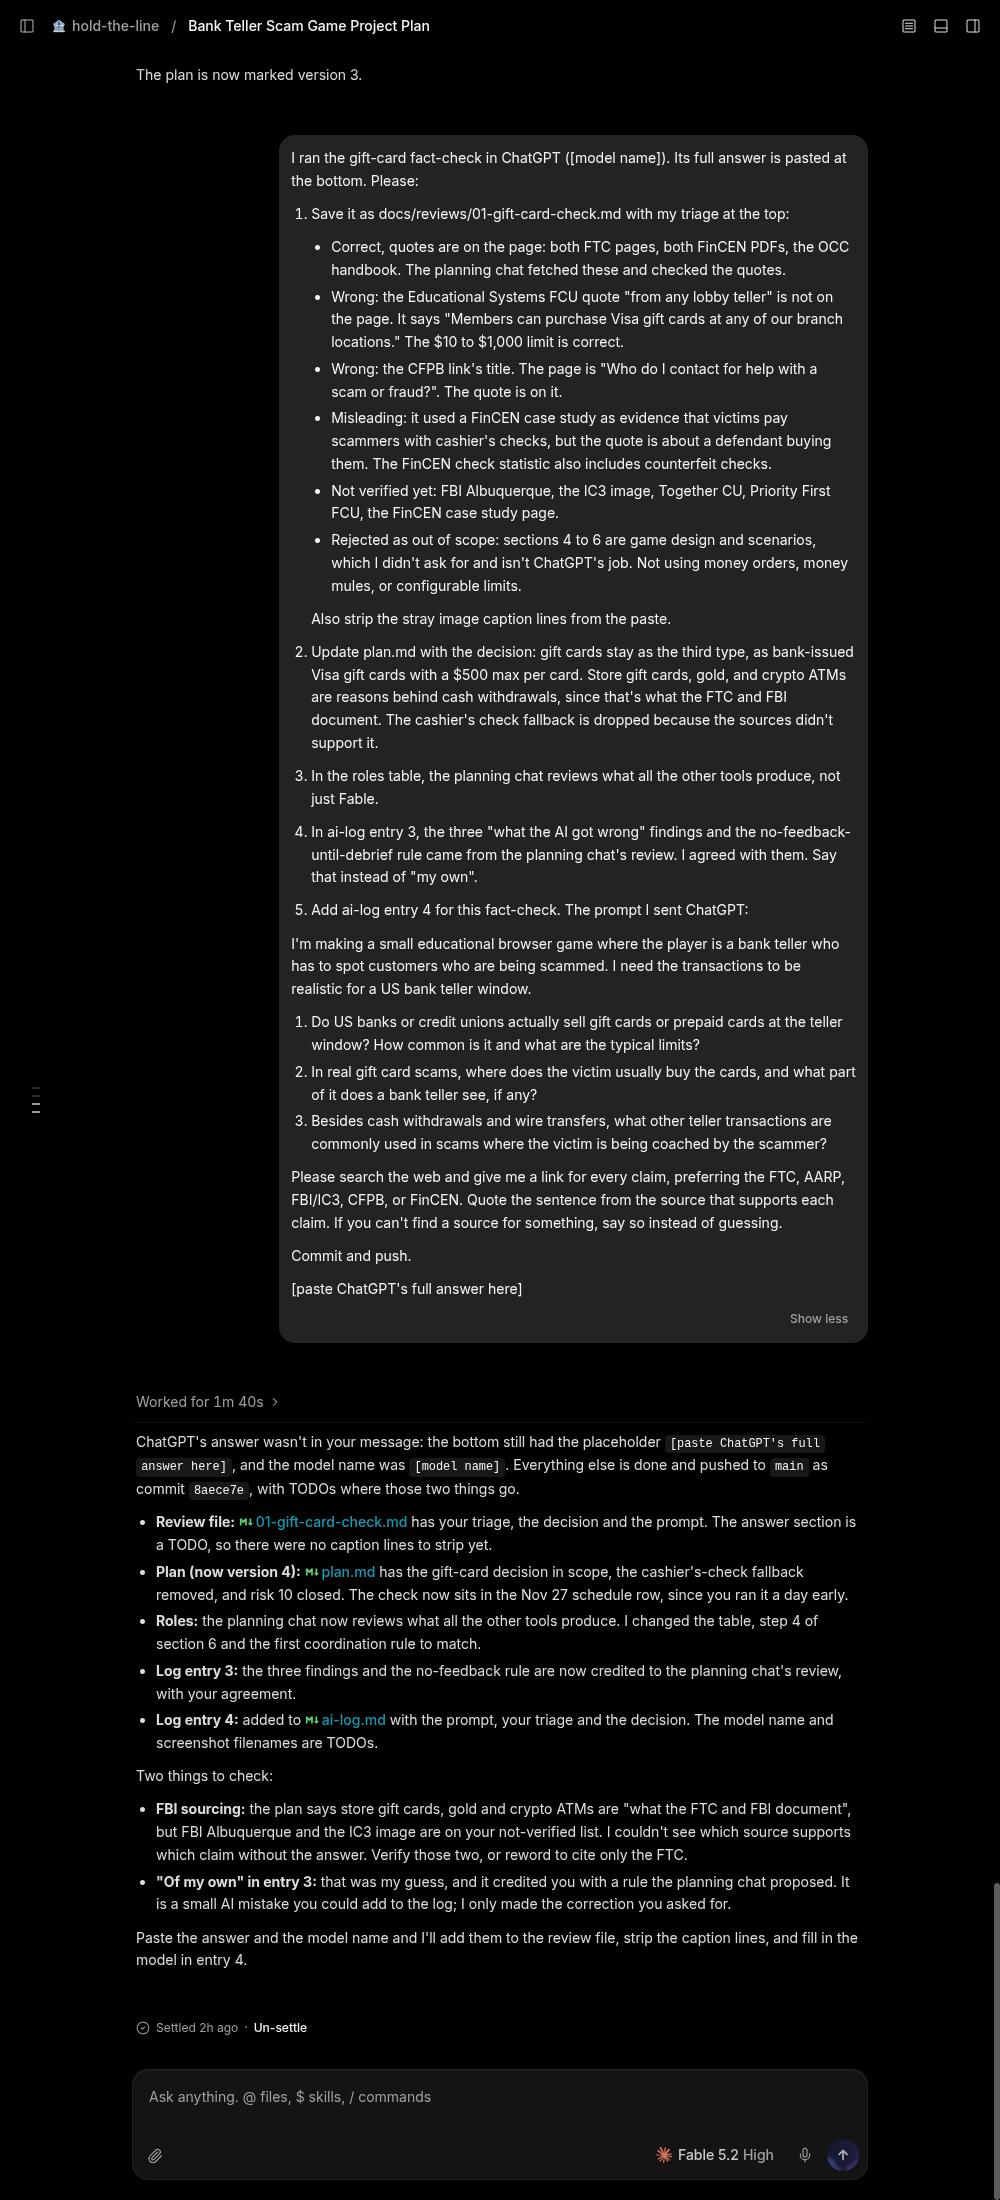 hold-the-line / Bank Teller Scam Game Project Plan
The plan is now marked version 3.
I ran the gift-card fact-check in ChatGPT ([model name]). Its full answer is pasted at
the bottom. Please:
1. Save it as docs/reviews/01-gift-card-check.md with my triage at the top:
• Correct, quotes are on the page: both FTC pages, both FinCEN PDFs, the OCC
handbook. The planning chat fetched these and checked the quotes.
• Wrong: the Educational Systems FCU quote "from any lobby teller" is not on
the page. It says "Members can purchase Visa gift cards at any of our branch
locations." The $10 to $1,000 limit is correct.
• Wrong: the CFPB link's title. The page is "Who do I contact for help with a
scam or fraud?". The quote is on it.
• Misleading: it used a FinCEN case study as evidence that victims pay
scammers with cashier's checks, but the quote is about a defendant buying
them. The FinCEN check statistic also includes counterfeit checks.
• Not verified yet: FBI Albuquerque, the IC3 image, Together CU, Priority First
FCU, the FinCEN case study page.
• Rejected as out of scope: sections 4 to 6 are game design and scenarios,
which I didn't ask for and isn't ChatGPT's job. Not using money orders, money
mules, or configurable limits.
Also strip the stray image caption lines from the paste.
2. Update plan.md with the decision: gift cards stay as the third type, as bank-issued
Visa gift cards with a $500 max per card. Store gift cards, gold, and crypto ATMs
are reasons behind cash withdrawals, since that's what the FTC and FBI
document. The cashier's check fallback is dropped because the sources didn't
support it.
3. In the roles table, the planning chat reviews what all the other tools produce, not
just Fable.
4. In ai-log entry 3, the three "what the AI got wrong" findings and the no-feedback-
until-debrief rule came from the planning chat's review. I agreed with them. Say
that instead of "my own".
5. Add ai-log entry 4 for this fact-check. The prompt I sent ChatGPT:
I'm making a small educational browser game where the player is a bank teller who
has to spot customers who are being scammed. I need the transactions to be
realistic for a US bank teller window.
1. Do US banks or credit unions actually sell gift cards or prepaid cards at the teller
window? How common is it and what are the typical limits?
2. In real gift card scams, where does the victim usually buy the cards, and what part
of it does a bank teller see, if any?
3. Besides cash withdrawals and wire transfers, what other teller transactions are
commonly used in scams where the victim is being coached by the scammer?
Please search the web and give me a link for every claim, preferring the FTC, AARP,
FBI/IC3, CFPB, or FinCEN. Quote the sentence from the source that supports each
claim. If you can't find a source for something, say so instead of guessing.
Commit and push.
[paste ChatGPT's full answer here]
Show less
Worked for 1m 40s >
ChatGPT's answer wasn't in your message: the bottom still had the placeholder [paste ChatGPT's full
answer here], and the model name was [model name]. Everything else is done and pushed to main as
commit 8aece7e, with TODOs where those two things go.
• Review file: 01-gift-card-check.md has your triage, the decision and the prompt. The answer section is
a TODO, so there were no caption lines to strip yet.
• Plan (now version 4): plan.md has the gift-card decision in scope, the cashier's-check fallback
removed, and risk 10 closed. The check now sits in the Nov 27 schedule row, since you ran it a day early.
• Roles: the planning chat now reviews what all the other tools produce. I changed the table, step 4 of
section 6 and the first coordination rule to match.
• Log entry 3: the three findings and the no-feedback rule are now credited to the planning chat's review,
with your agreement.
• Log entry 4: added to ai-log.md with the prompt, your triage and the decision. The model name and
screenshot filenames are TODOs.
Two things to check:
• FBI sourcing: the plan says store gift cards, gold and crypto ATMs are "what the FTC and FBI document",
but FBI Albuquerque and the IC3 image are on your not-verified list. I couldn't see which source supports
which claim without the answer. Verify those two, or reword to cite only the FTC.
• "Of my own" in entry 3: that was my guess, and it credited you with a rule the planning chat proposed. It
is a small AI mistake you could add to the log; I only made the correction you asked for.
Paste the answer and the model name and I'll add them to the review file, strip the caption lines, and fill in the
model in entry 4.
Settled 2h ago · Un-settle
Ask anything. @ files, $ skills, / commands
Fable 5.2 High